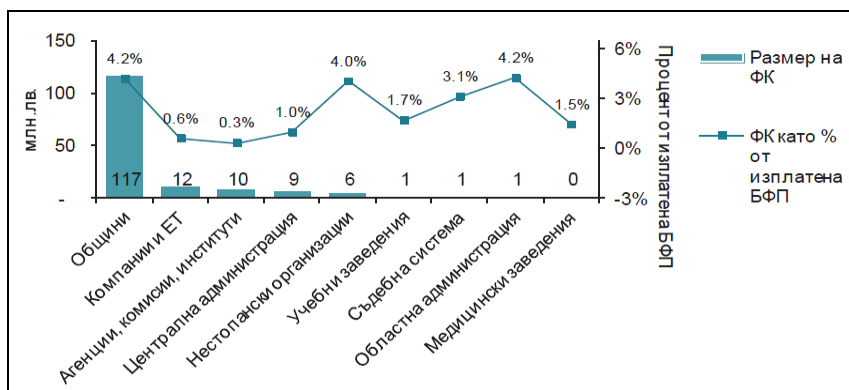 150
100
50
-
млн.лв.
4.2%
0.6%
0.3%
1.0%
4.0%
1.7%
3.1%
4.2%
1.5%
117
12
10
9
6
1
1
1
0
6%
3%
0%
-3%
Процент от изплатена БФП
Общини
Компании и ЕТ
Агенции, комисии, институти
Централна администрация
Нестопански организации
Учебни заведения
Съдебна система
Областна администрация
Медицински заведения
Размер на
ФК
ФК като %
от
изплатена
БФП